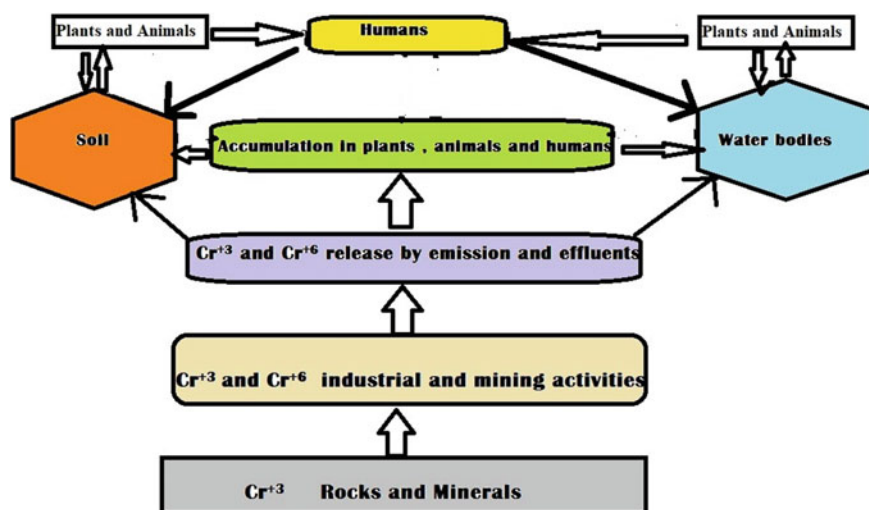 Plants and Animals
Humans
Plants and Animals
Soil
Accumulation in plants , animals and humans
Water bodies
Cr+3 and Cr+6 release by emission and effluents
Cr+3 and Cr+6 industrial and mining activities
Cr+3 Rocks and Minerals